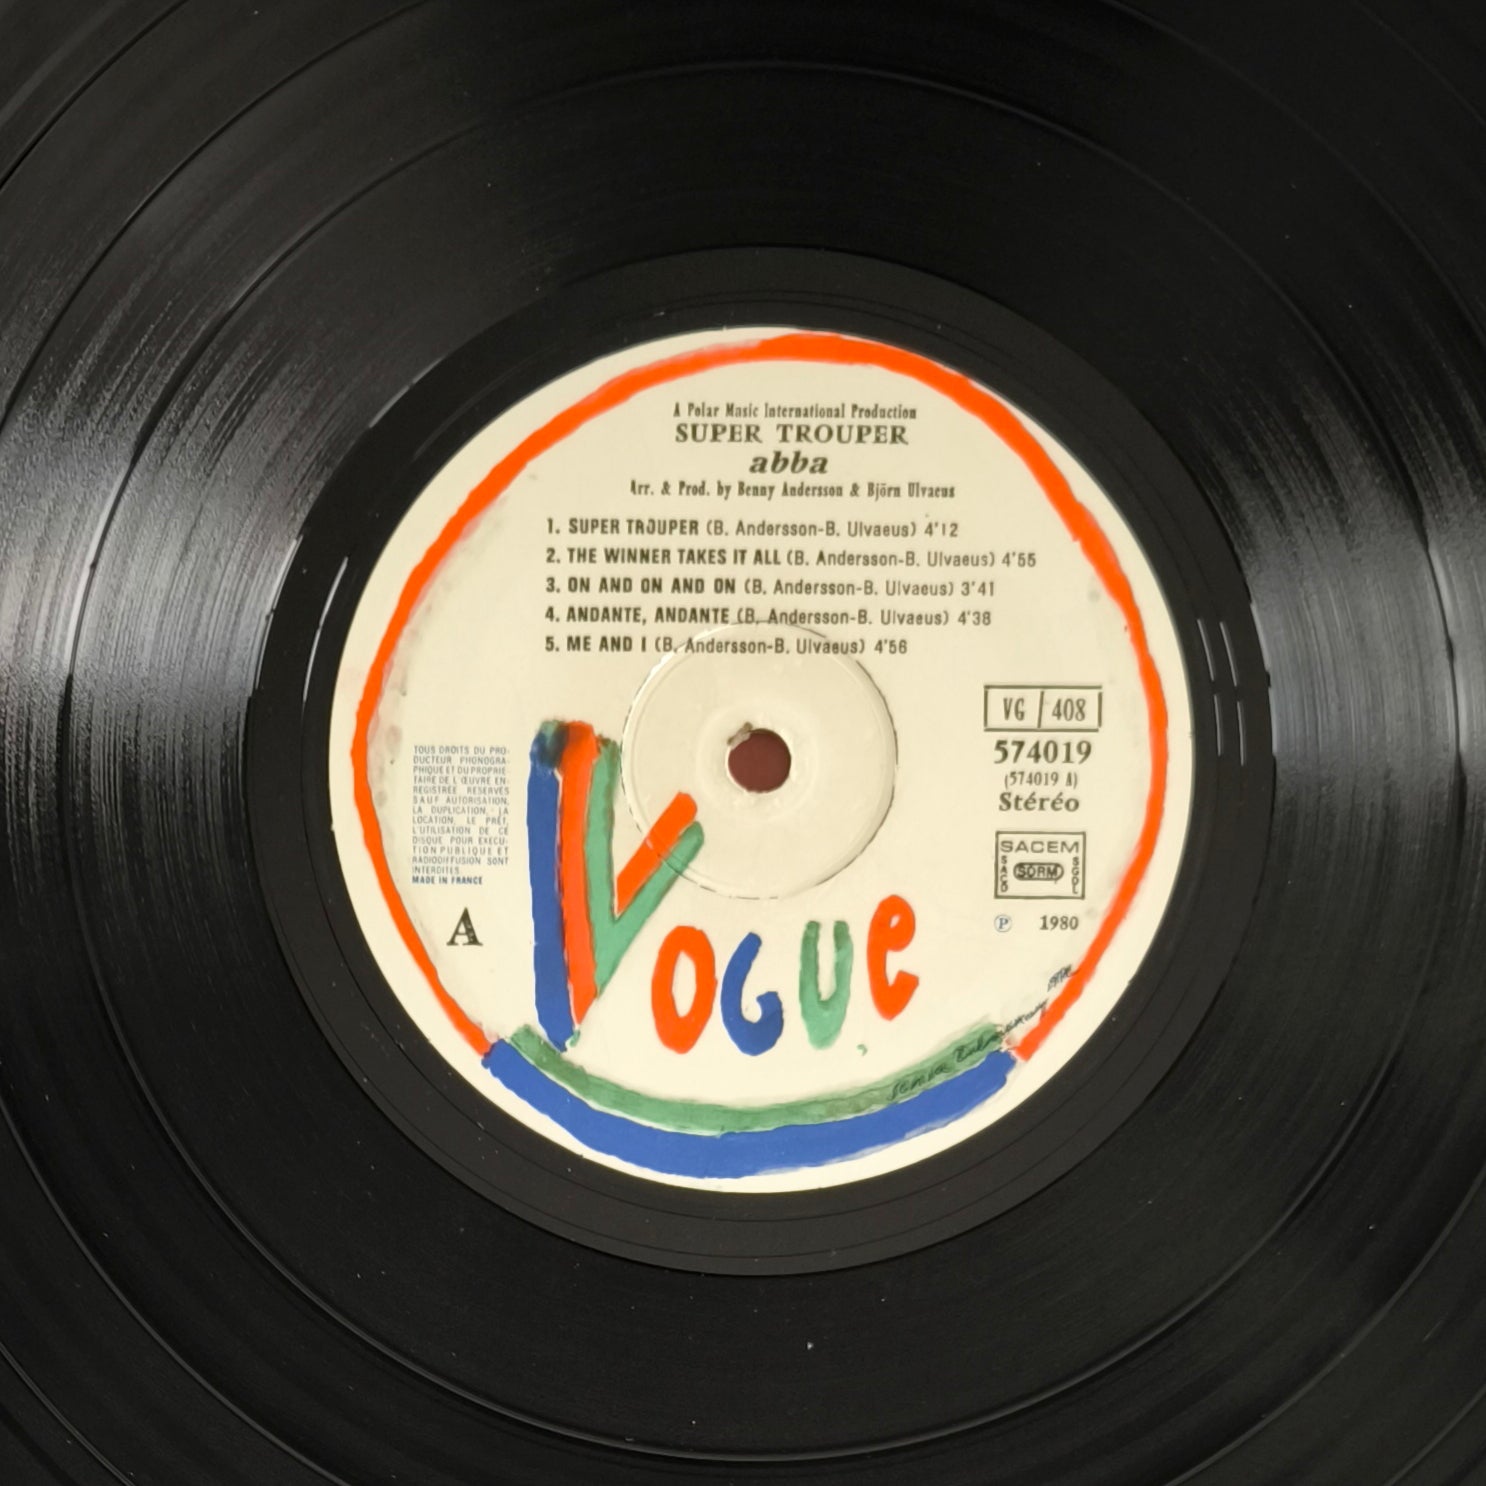 A Polar Music International Production
SUPER TROUPER
abba
Arr. & Prod. by Benny Andersson & Björn Ulvaeus
1. SUPER TROUPER (B. Andersson-B. Ulvaeus) 4'12
2. THE WINNER TAKES IT ALL (B. Andersson-B. Ulvaeus) 4'55
3. ON AND ON AND ON (B. Andersson-B. Ulvaeus) 3'41
4. ANDANTE, ANDANTE (B. Andersson-B. Ulvaeus) 4'38
5. ME AND I (B. Andersson-B. Ulvaeus) 4'56
VG | 408
574019
(574019 A)
Stéréo
SACEM
SACD SDRM SGDL
℗ 1980
TOUS DROITS DU PRO-
DUCTEUR PHONOGRA-
PHIQUE ET DU PROPRIE-
TAIRE DE L'ŒUVRE EN-
REGISTRÉE RESERVES
SAUF AUTORISATION,
LA DUPLICATION, LA
LOCATION, LE PRÊT,
L'UTILISATION DE CE
DISQUE POUR EXECU-
TION PUBLIQUE ET
RADIODIFFUSION SONT
INTERDITES.
MADE IN FRANCE
A
VOGUE